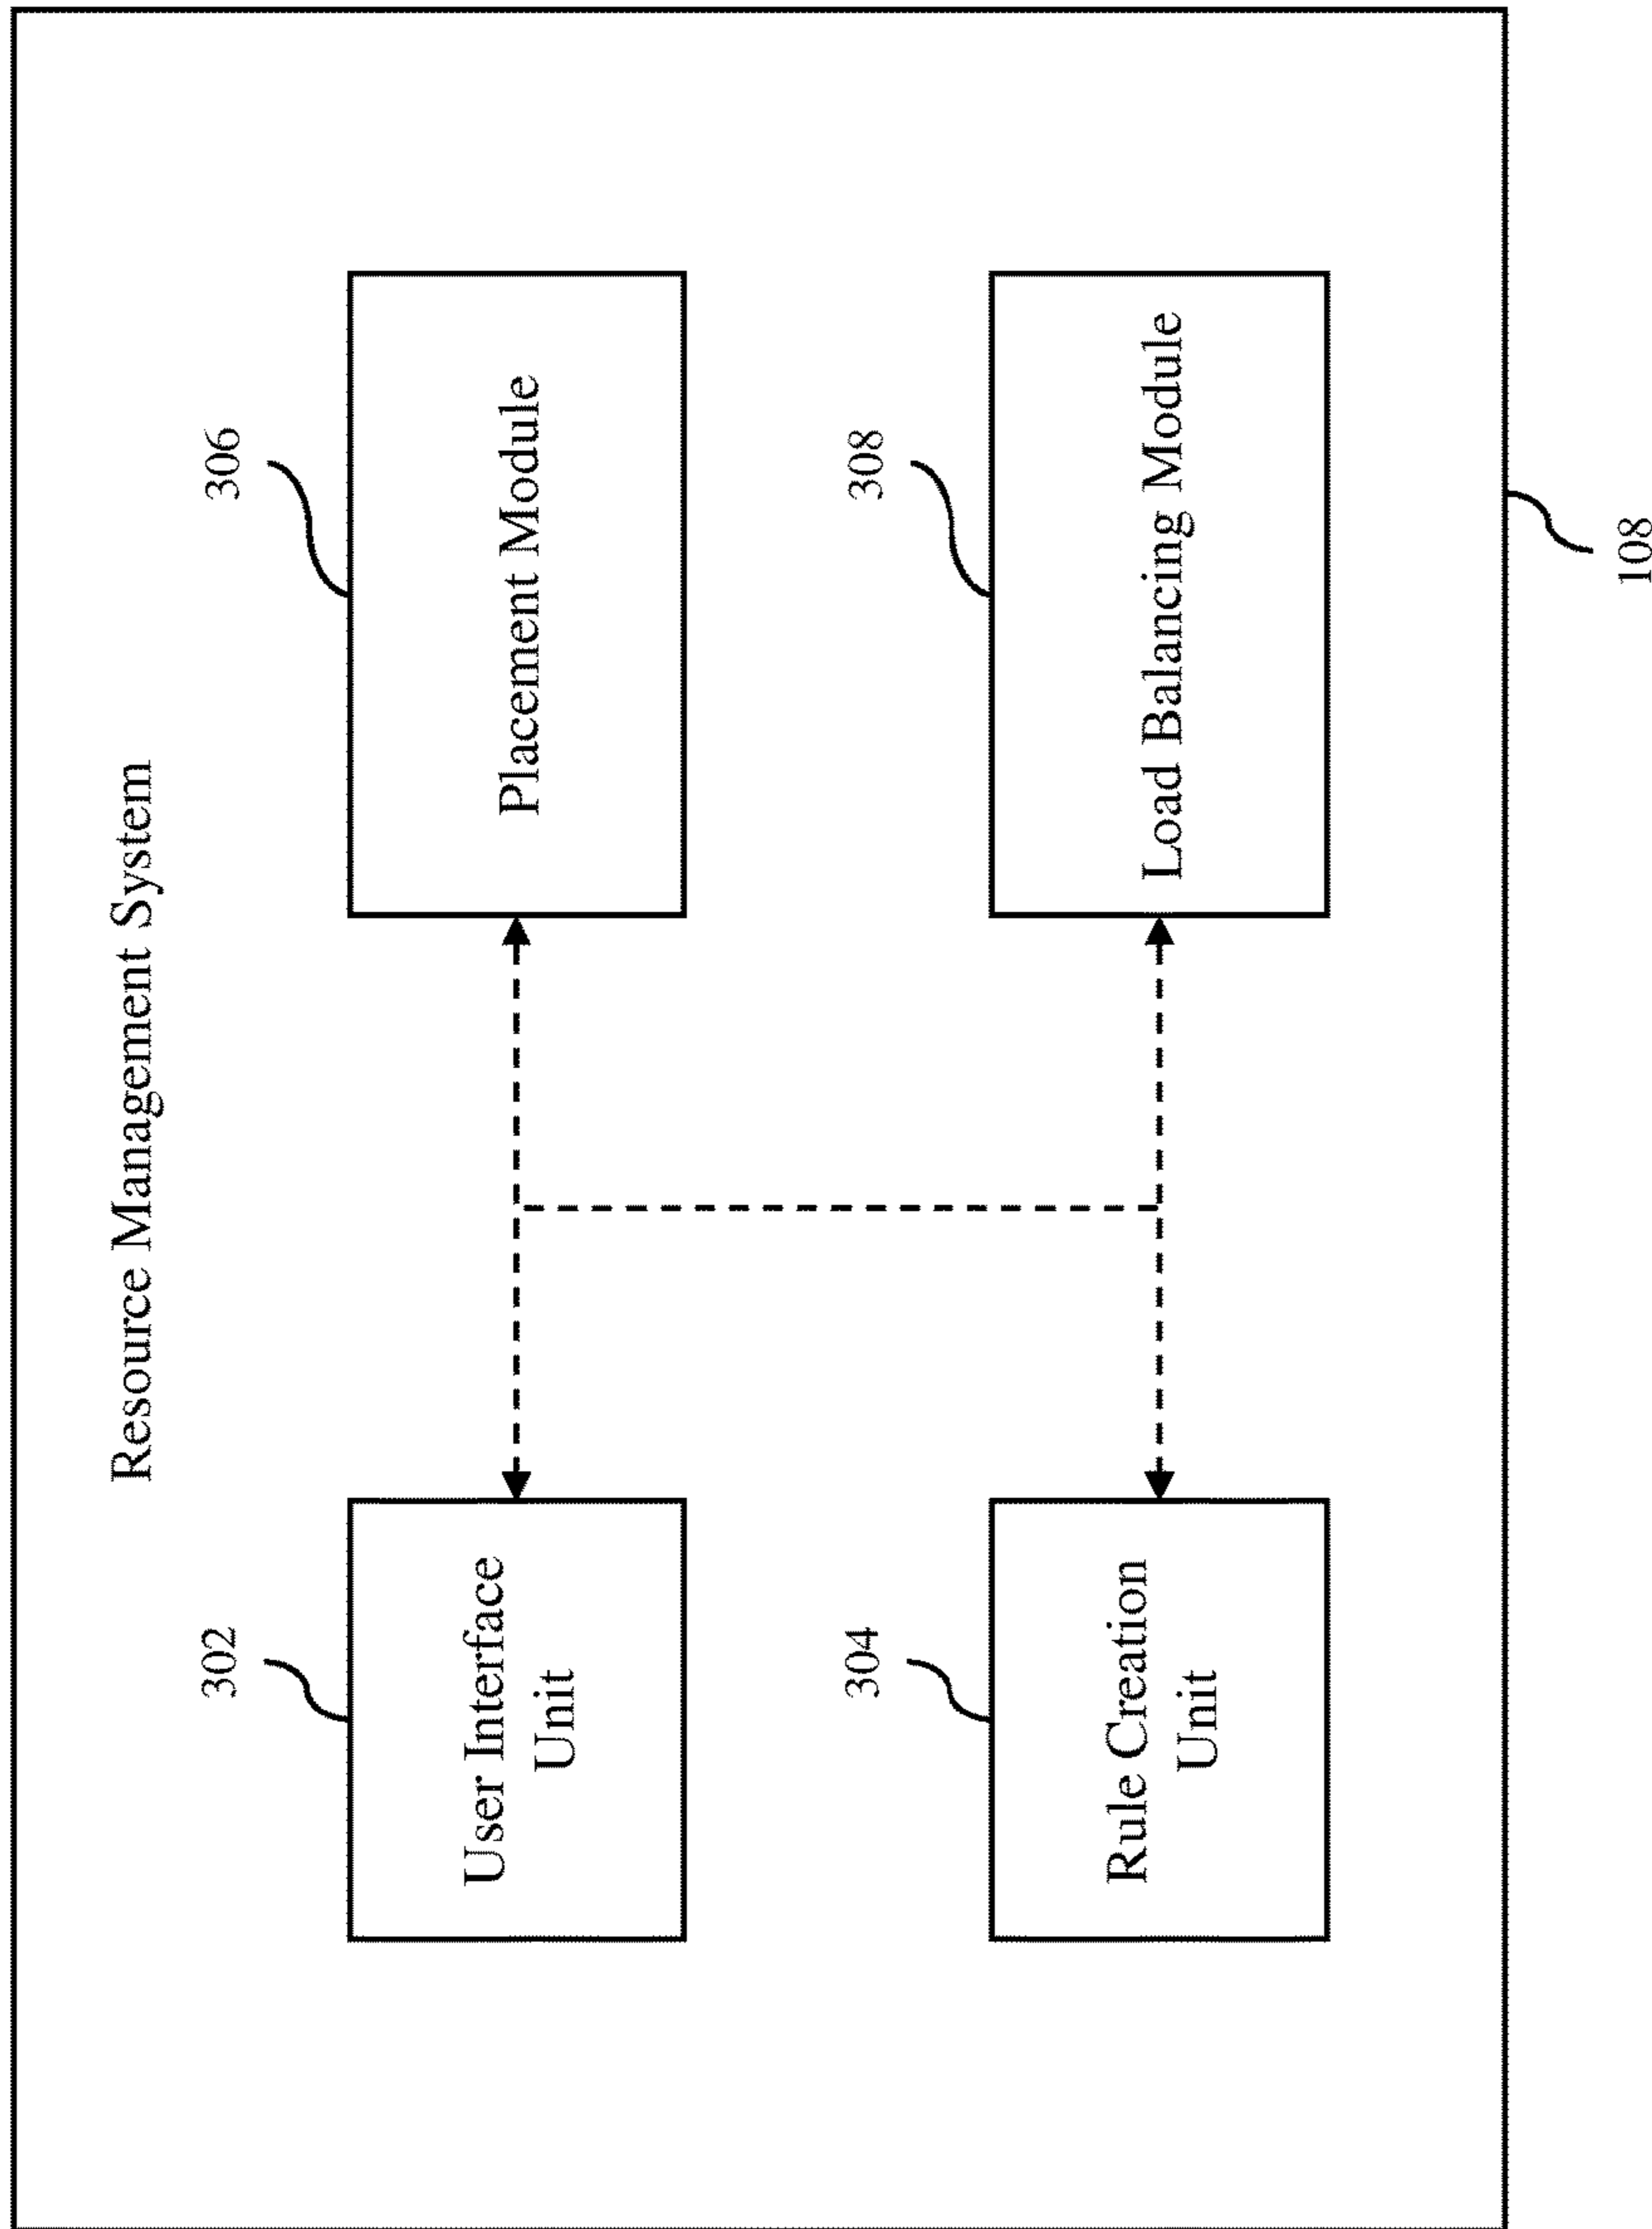 Resource Management System
302
306
User Interface
Unit
Placement Module
304
308
Rule Creation
Unit
Load Balancing Module
108